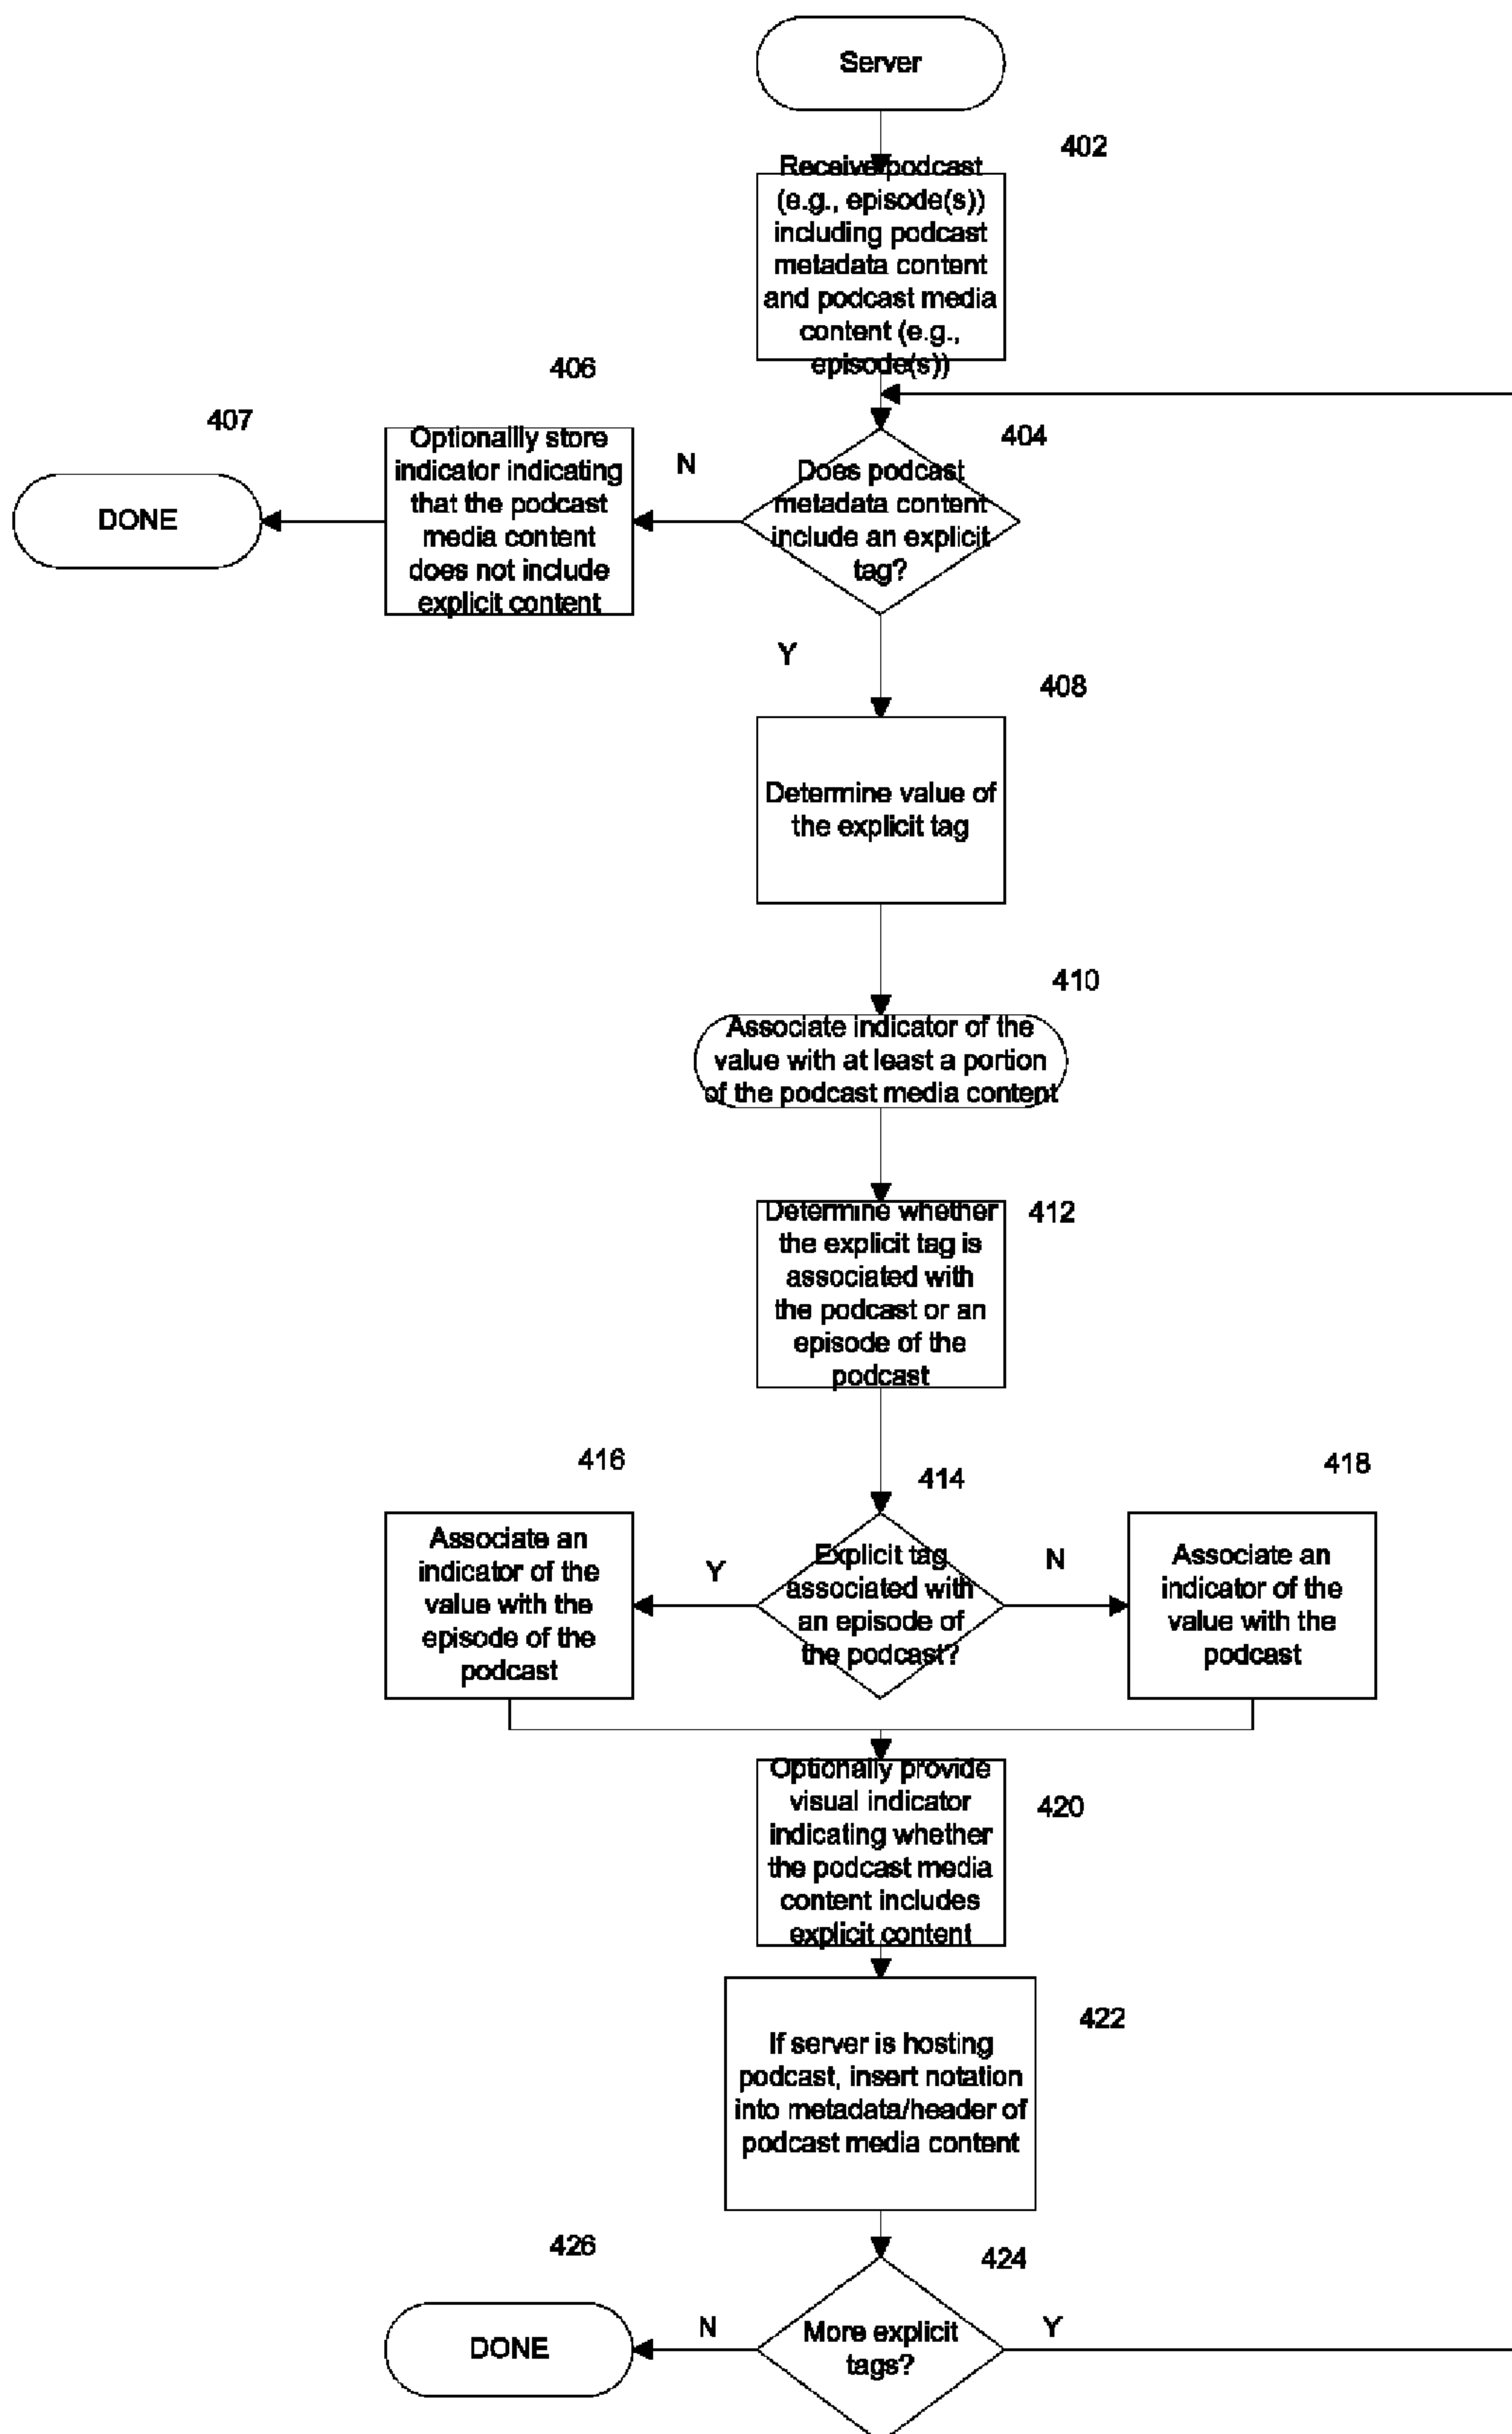 Server
402
Receive podcast
(e.g., episode(s))
including podcast
metadata content
and podcast media
content (e.g.,
episode(s))
406
407
Optionallly store
indicator indicating
that the podcast
media content
does not include
explicit content
DONE
N
404
Does podcast
metadata content
include an explicit
tag?
Y
408
Determine value of
the explicit tag
410
Associate indicator of the
value with at least a portion
of the podcast media content
412
Determine whether
the explicit tag is
associated with
the podcast or an
episode of the
podcast
416
414
418
Associate an
indicator of the
value with the
episode of the
podcast
Y
Explicit tag
associated with
an episode of
the podcast?
N
Associate an
indicator of the
value with the
podcast
420
Optionally provide
visual indicator
indicating whether
the podcast media
content includes
explicit content
422
If server is hosting
podcast, insert notation
into metadata/header of
podcast media content
426
424
DONE
N
More explicit
tags?
Y